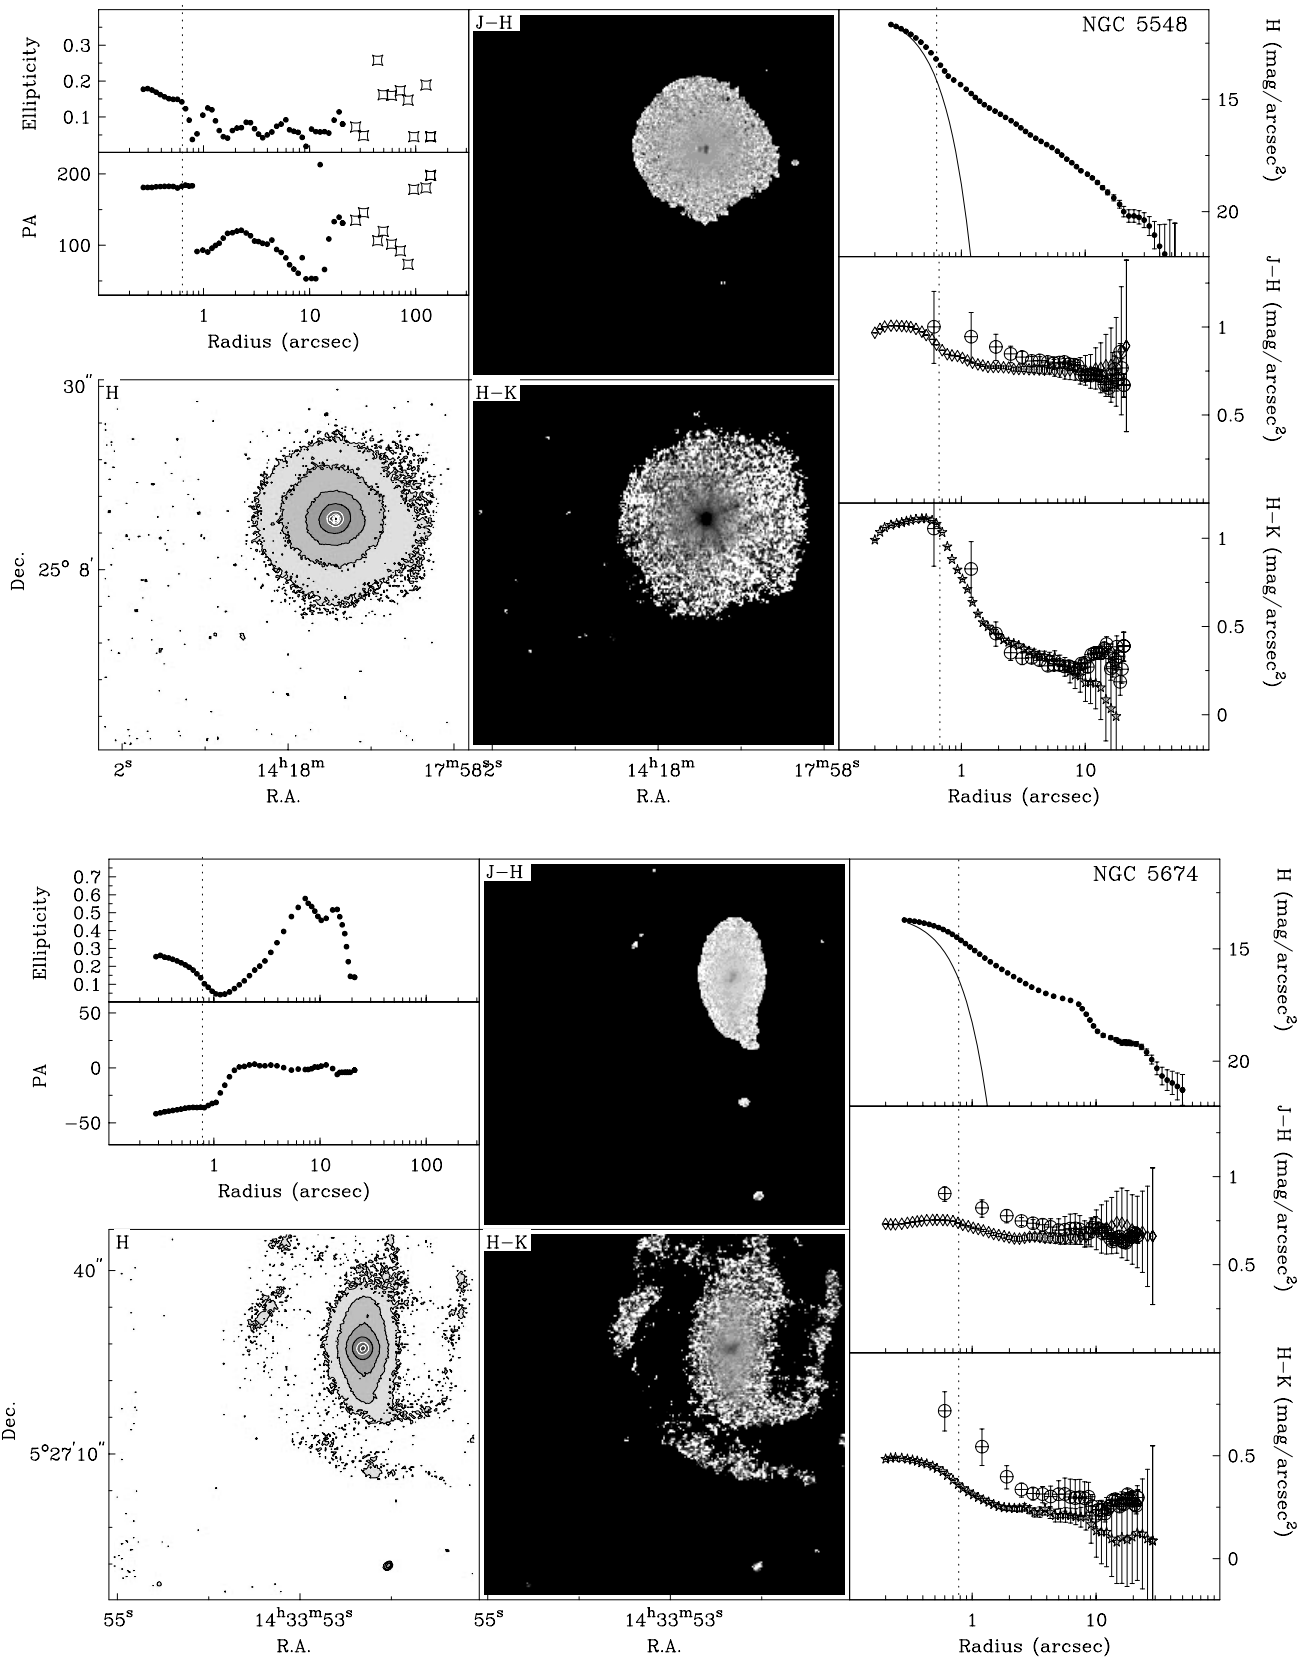 NGC 5548
J-H
0.3
0.2
0.1
Ellipticity
200
100
PA
1 10 100
Radius (arcsec)
15
20
H (mag/arcsec²)
1
0.5
J-H (mag/arcsec²)
1
0.5
0
H-K (mag/arcsec²)
H
H-K
30″
25° 8′
Dec.
2ˢ 14ʰ18ᵐ 17ᵐ58ˢ
R.A.
2ˢ 14ʰ18ᵐ 17ᵐ58ˢ
R.A.
1 10
Radius (arcsec)
NGC 5674
J-H
0.7
0.6
0.5
0.4
0.3
0.2
0.1
Ellipticity
50
0
-50
PA
1 10 100
Radius (arcsec)
15
20
H (mag/arcsec²)
1
0.5
J-H (mag/arcsec²)
0.5
0
H-K (mag/arcsec²)
H
H-K
40″
5°27′10″
Dec.
55ˢ 14ʰ33ᵐ53ˢ
R.A.
55ˢ 14ʰ33ᵐ53ˢ
R.A.
1 10
Radius (arcsec)